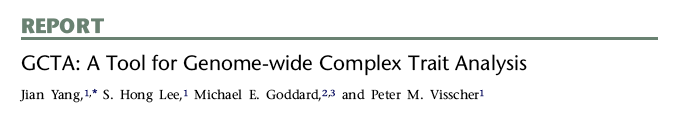 REPORT
GCTA: A Tool for Genome-wide Complex Trait Analysis
Jian Yang,1,* S. Hong Lee,1 Michael E. Goddard,2,3 and Peter M. Visscher1